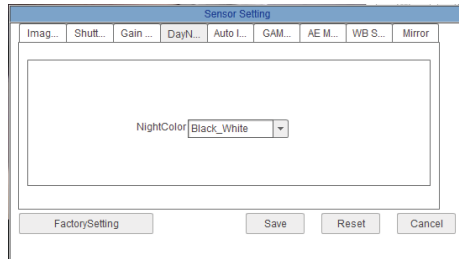 Sensor Setting
Imag... Shutt... Gain ... DayN... Auto I... GAM... AE M... WB S... Mirror
NightColor Black_White
FactorySetting Save Reset Cancel